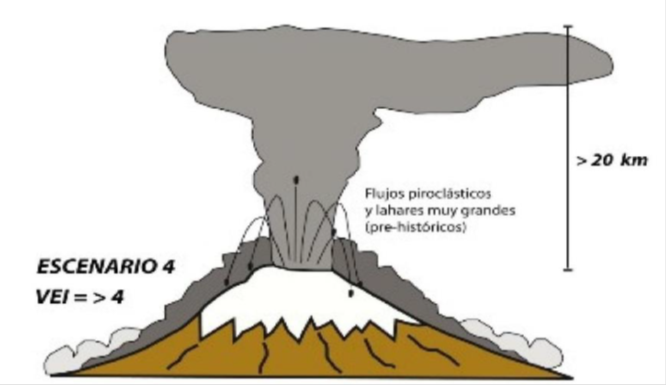 > 20 km
Flujos piroclásticos
y lahares muy grandes
(pre-históricos)
ESCENARIO 4
VEI = > 4